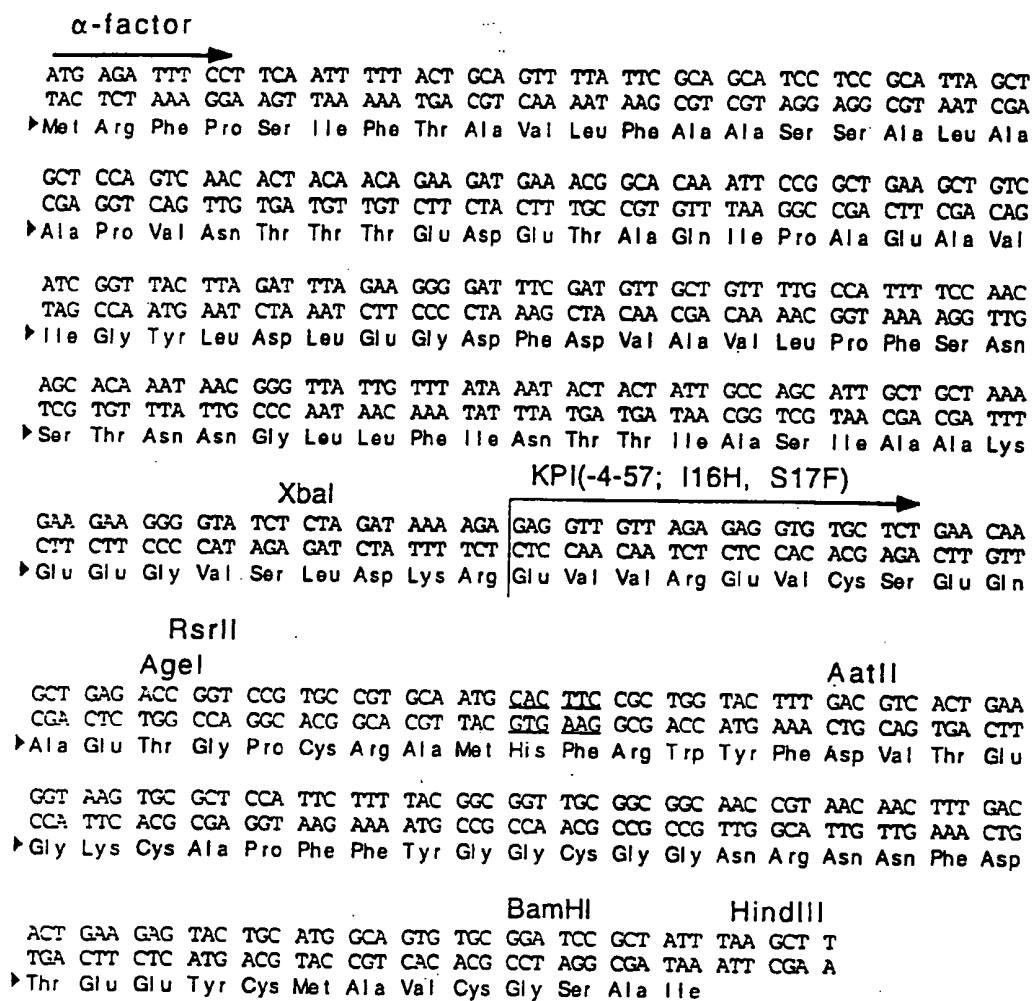 α-factor
ATG AGA TTT CCT TCA ATT TTT ACT GCA GTT TTA TTC GCA GCA TCC TCC GCA TTA GCT
TAC TCT AAA GGA AGT TAA AAA TGA CGT CAA AAT AAG CGT CGT AGG AGG CGT AAT CGA
Met Arg Phe Pro Ser Ile Phe Thr Ala Val Leu Phe Ala Ala Ser Ser Ala Leu Ala
GCT CCA GTC AAC ACT ACA ACA GAA GAT GAA ACG GCA CAA ATT CCG GCT GAA GCT GTC
CGA GGT CAG TTG TGA TGT TGT CTT CTA CTT TGC CGT GTT TAA GGC CGA CTT CGA CAG
Ala Pro Val Asn Thr Thr Thr Glu Asp Glu Thr Ala Gln Ile Pro Ala Glu Ala Val
ATC GGT TAC TTA GAT TTA GAA GGG GAT TTC GAT GTT GCT GTT TTG CCA TTT TCC AAC
TAG CCA ATG AAT CTA AAT CTT CCC CTA AAG CTA CAA CGA CAA AAC GGT AAA AGG TTG
Ile Gly Tyr Leu Asp Leu Glu Gly Asp Phe Asp Val Ala Val Leu Pro Phe Ser Asn
AGC ACA AAT AAC GGG TTA TTG TTT ATA AAT ACT ACT ATT GCC AGC ATT GCT GCT AAA
TCG TGT TTA TTG CCC AAT AAC AAA TAT TTA TGA TGA TAA CGG TCG TAA CGA CGA TTT
Ser Thr Asn Asn Gly Leu Leu Phe Ile Asn Thr Thr Ile Ala Ser Ile Ala Ala Lys
XbaI KPI(-4-57; I16H, S17F)
GAA GAA GGG GTA TCT CTA GAT AAA AGA GAG GTT GTT AGA GAG GTG TGC TCT GAA CAA
CTT CTT CCC CAT AGA GAT CTA TTT TCT CTC CAA CAA TCT CTC CAC ACG AGA CTT GTT
Glu Glu Gly Val Ser Leu Asp Lys Arg Glu Val Val Arg Glu Val Cys Ser Glu Gln
RsrII
AgeI AatII
GCT GAG ACC GGT CCG TGC CGT GCA ATG CAC TTC CGC TGG TAC TTT GAC GTC ACT GAA
CGA CTC TGG CCA GGC ACG GCA CGT TAC GTG AAG GCG ACC ATG AAA CTG CAG TGA CTT
Ala Glu Thr Gly Pro Cys Arg Ala Met His Phe Arg Trp Tyr Phe Asp Val Thr Glu
GGT AAG TGC GCT CCA TTC TTT TAC GGC GGT TGC GGC GGC AAC CGT AAC AAC TTT GAC
CCA TTC ACG CGA GGT AAG AAA ATG CCG CCA ACG CCG CCG TTG GCA TTG TTG AAA CTG
Gly Lys Cys Ala Pro Phe Phe Tyr Gly Gly Cys Gly Gly Asn Arg Asn Asn Phe Asp
BamHI HindIII
ACT GAA GAG TAC TGC ATG GCA GTG TGC GGA TCC GCT ATT TAA GCT T
TGA CTT CTC ATG ACG TAC CGT CAC ACG CCT AGG CGA TAA ATT CGA A
Thr Glu Glu Tyr Cys Met Ala Val Cys Gly Ser Ala Ile